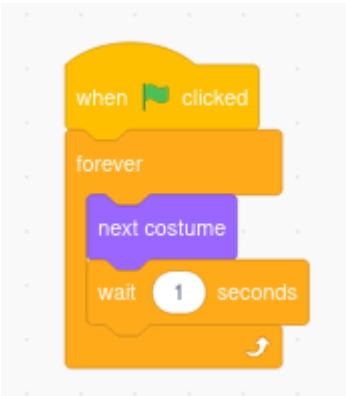 when clicked
forever
next costume
wait 1 seconds